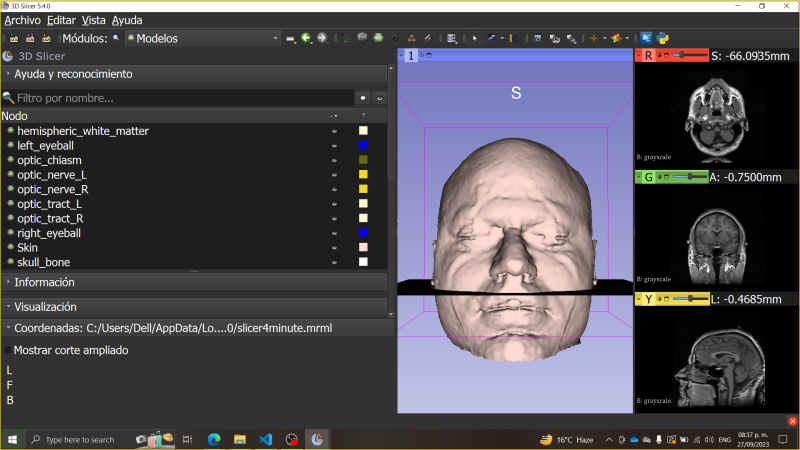 3D Slicer 5.4.0
Archivo Editar Vista Ayuda
Módulos: Modelos
3D Slicer
Ayuda y reconocimiento
Filtro por nombre...
Nodo
hemispheric_white_matter
left_eyeball
optic_chiasm
optic_nerve_L
optic_nerve_R
optic_tract_L
optic_tract_R
right_eyeball
Skin
skull_bone
Información
Visualización
Coordenadas: C:/Users/Dell/AppData/Lo....0/slicer4minute.mrml
Mostrar corte ampliado
L
F
B
1
S
R S: -66.0935mm
B: grayscale
G A: -0.7500mm
B: grayscale
Y L: -0.4685mm
B: grayscale
Type here to search
16°C Haze
ENG
08:37 p. m.
27/09/2023